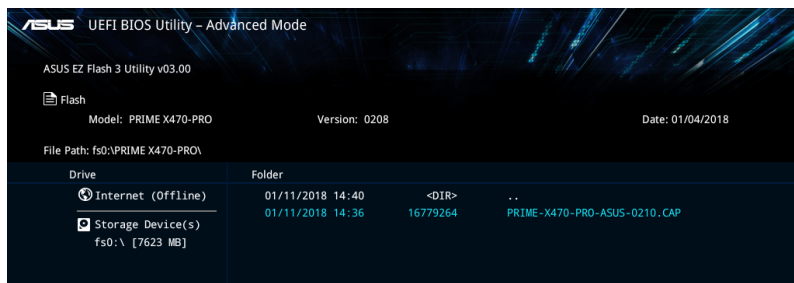 ASUS UEFI BIOS Utility – Advanced Mode
ASUS EZ Flash 3 Utility v03.00
Flash
Model: PRIME X470-PRO Version: 0208 Date: 01/04/2018
File Path: fs0:\PRIME X470-PRO\
Drive Folder
Internet (Offline) 01/11/2018 14:40 <DIR> ..
01/11/2018 14:36 16779264 PRIME-X470-PRO-ASUS-0210.CAP
Storage Device(s)
fs0:\ [7623 MB]